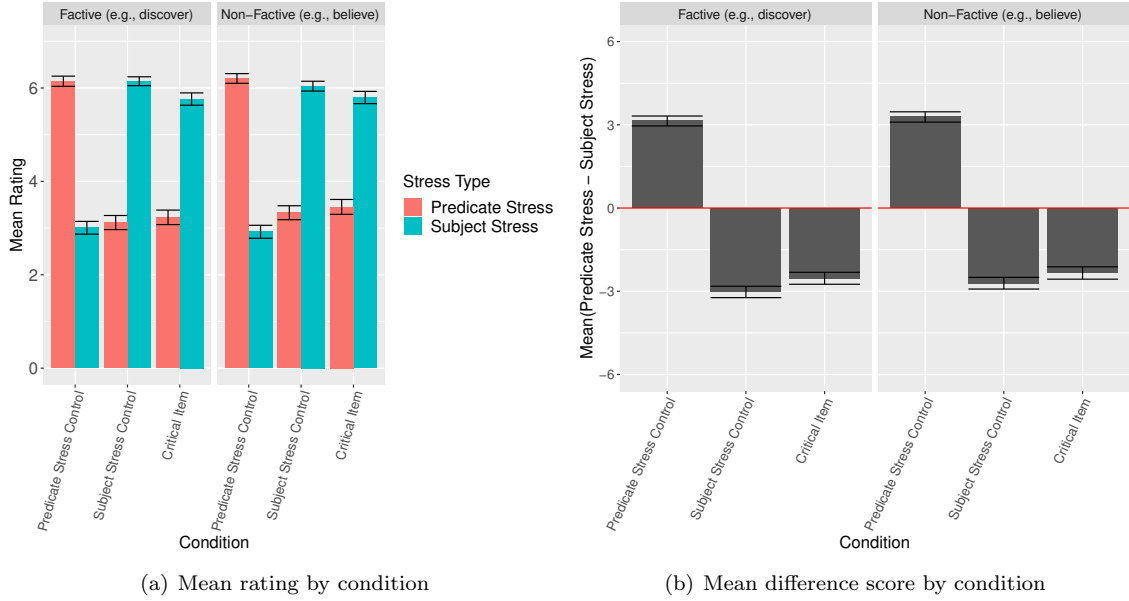 Factive (e.g., discover)
Non−Factive (e.g., believe)
6
4
2
0
Mean Rating
Predicate Stress Control
Subject Stress Control
Critical Item
Predicate Stress Control
Subject Stress Control
Critical Item
Condition
Stress Type
Predicate Stress
Subject Stress
(a) Mean rating by condition
Factive (e.g., discover)
Non−Factive (e.g., believe)
6
3
0
−3
−6
Mean(Predicate Stress − Subject Stress)
Predicate Stress Control
Subject Stress Control
Critical Item
Predicate Stress Control
Subject Stress Control
Critical Item
Condition
(b) Mean difference score by condition